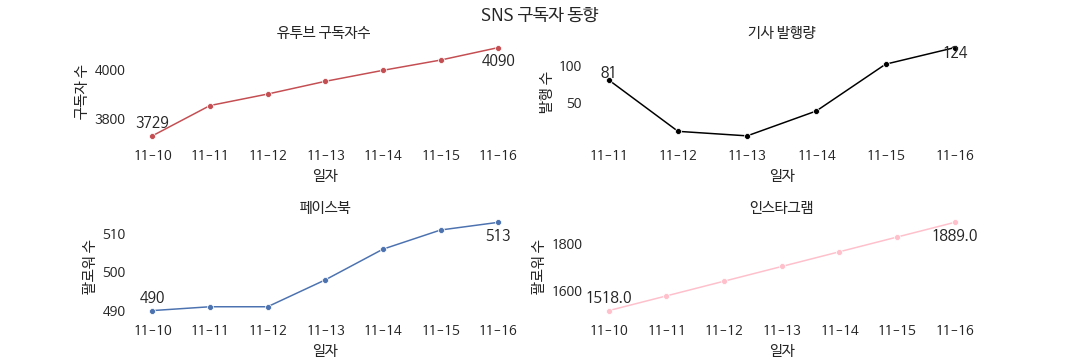 SNS 구독자 동향
유튜브 구독자수
구독자 수
4000
3800
3729
4090
11-10 11-11 11-12 11-13 11-14 11-15 11-16
일자
기사 발행량
발행 수
100
50
81
124
11-11 11-12 11-13 11-14 11-15 11-16
일자
페이스북
팔로워 수
510
500
490
490
513
11-10 11-11 11-12 11-13 11-14 11-15 11-16
일자
인스타그램
팔로워 수
1800
1600
1518.0
1889.0
11-10 11-11 11-12 11-13 11-14 11-15 11-16
일자